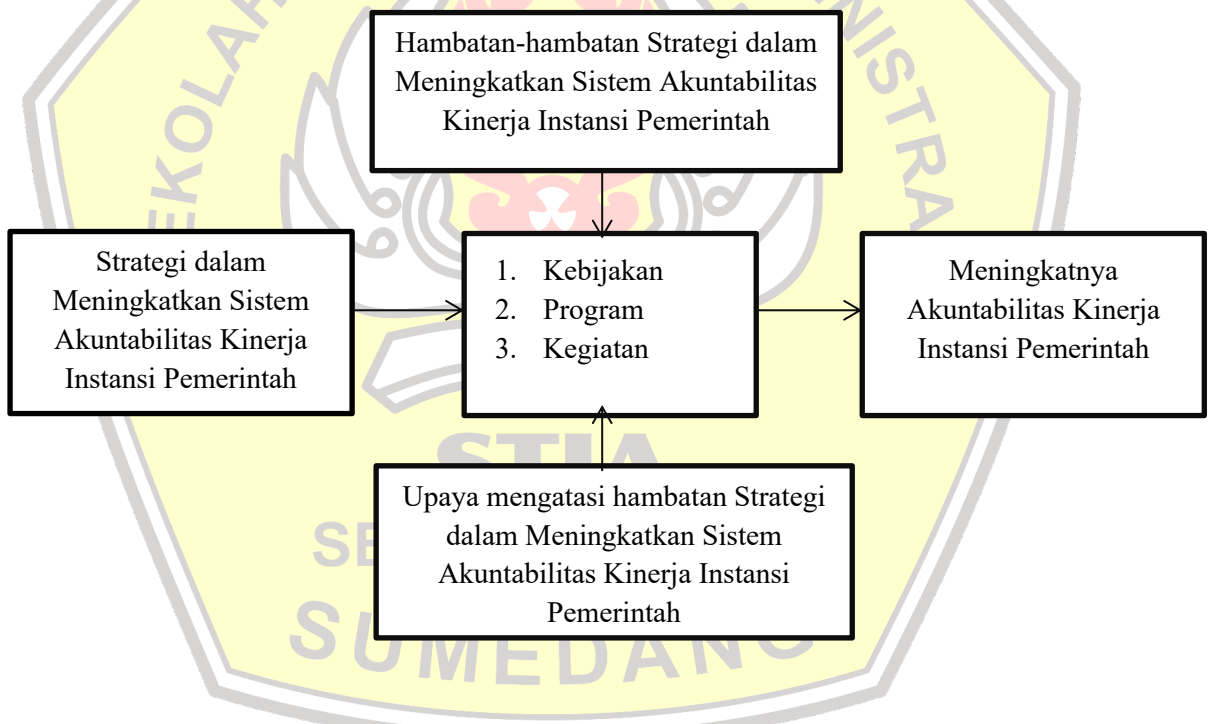 Hambatan-hambatan Strategi dalam
Meningkatkan Sistem Akuntabilitas
Kinerja Instansi Pemerintah
Strategi dalam
Meningkatkan Sistem
Akuntabilitas Kinerja
Instansi Pemerintah
1. Kebijakan
2. Program
3. Kegiatan
Meningkatnya
Akuntabilitas Kinerja
Instansi Pemerintah
STIA
Upaya mengatasi hambatan Strategi
dalam Meningkatkan Sistem
Akuntabilitas Kinerja Instansi
Pemerintah
SUMEDANG